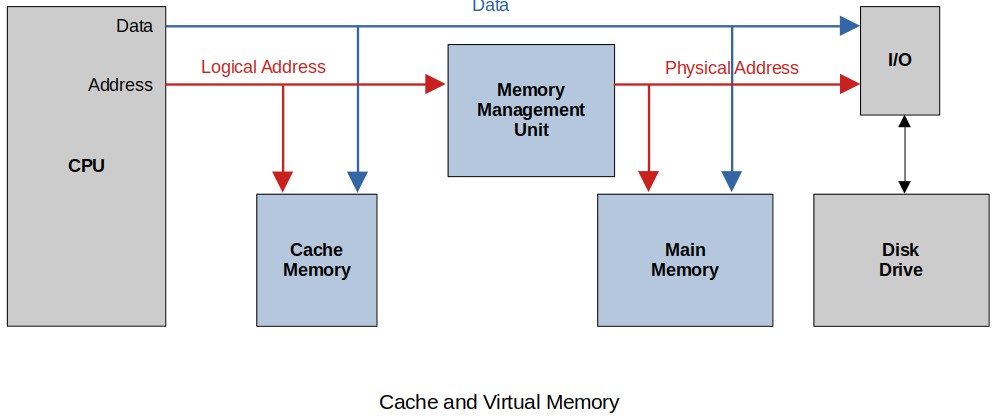 Data
Data
Logical Address
Physical Address
I/O
Address
Memory
Management
Unit
CPU
Cache
Memory
Main
Memory
Disk
Drive
Cache and Virtual Memory